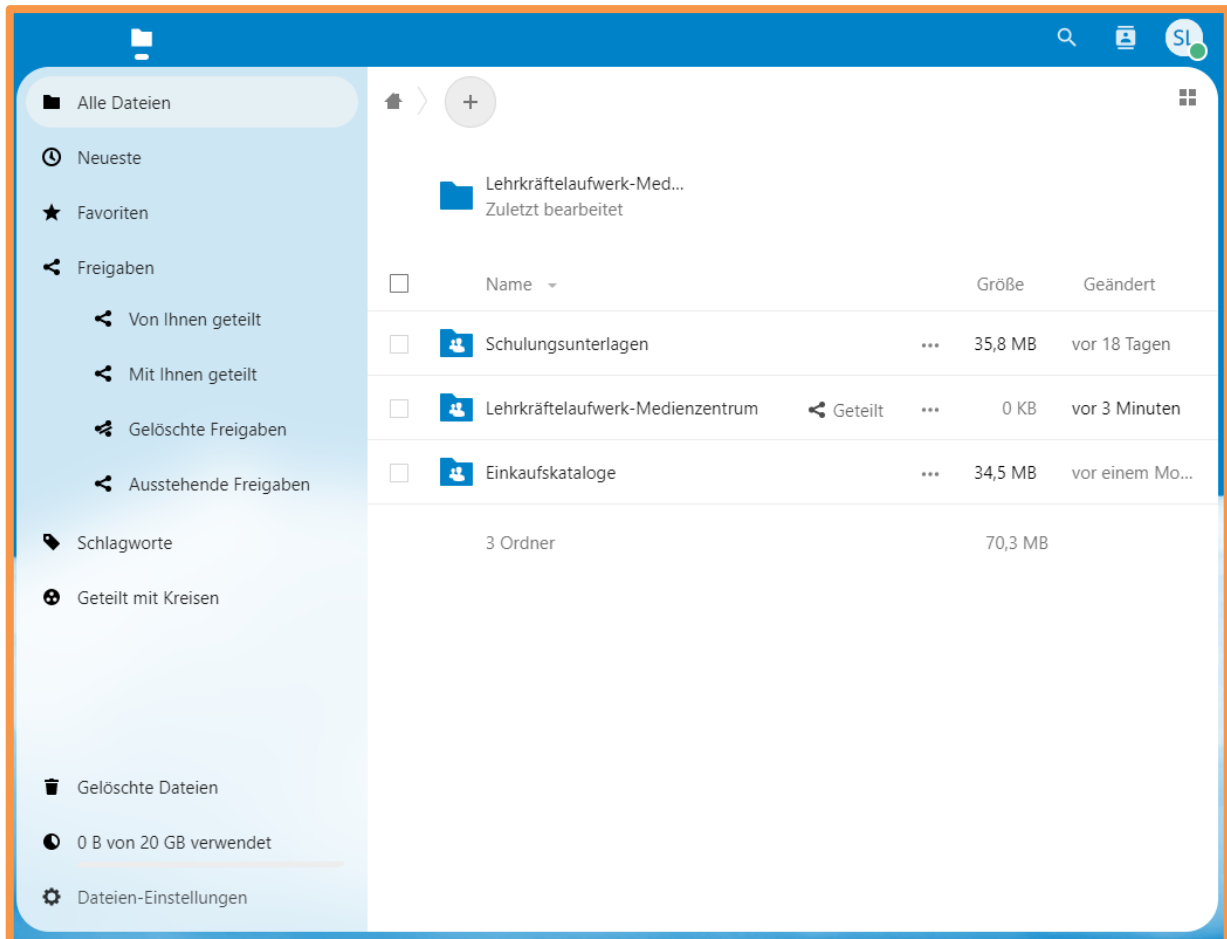 SL
Alle Dateien
Neueste
Favoriten
Freigaben
Von Ihnen geteilt
Mit Ihnen geteilt
Gelöschte Freigaben
Ausstehende Freigaben
Schlagworte
Geteilt mit Kreisen
Gelöschte Dateien
0 B von 20 GB verwendet
Dateien-Einstellungen
Lehrkräftelaufwerk-Med...
Zuletzt bearbeitet
Name Größe Geändert
Schulungsunterlagen ... 35,8 MB vor 18 Tagen
Lehrkräftelaufwerk-Medienzentrum Geteilt ... 0 KB vor 3 Minuten
Einkaufskataloge ... 34,5 MB vor einem Mo...
3 Ordner 70,3 MB